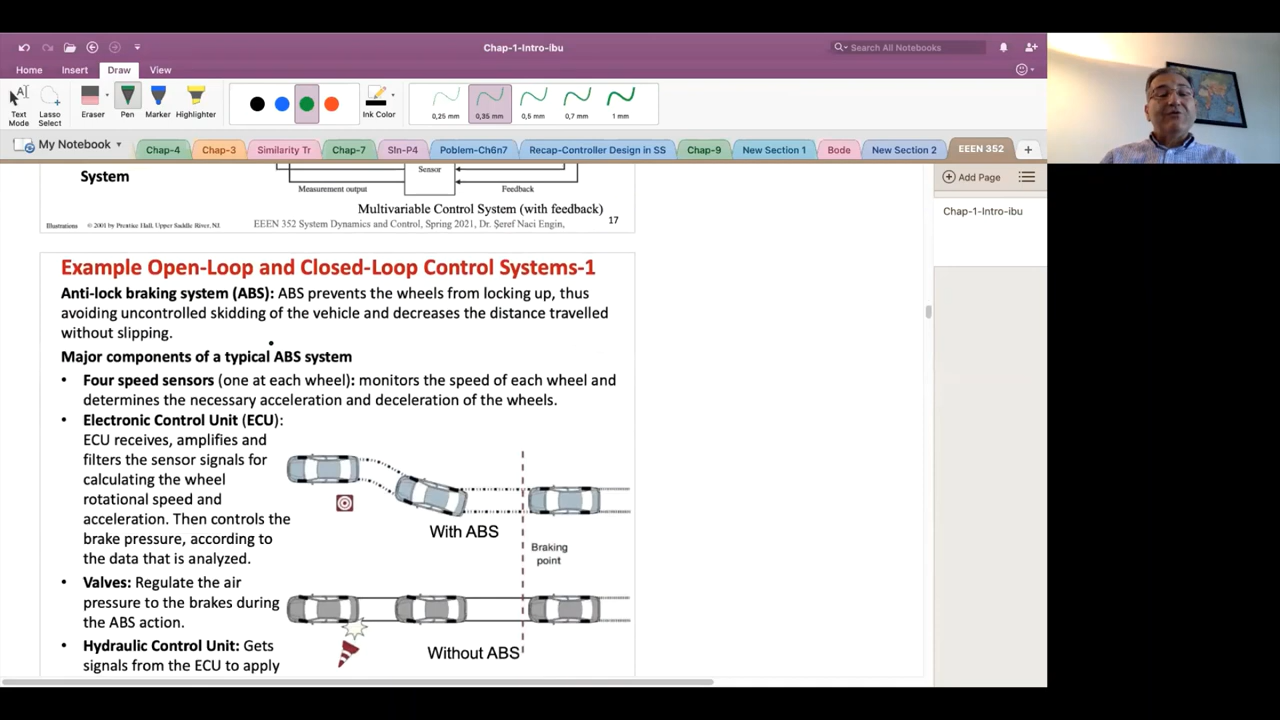 Chap-1-Intro-ibu
Search All Notebooks
Home Insert Draw View
Text Mode
Lasso Select
Eraser
Pen
Marker
Highlighter
Ink Color
0,25 mm
0,35 mm
0,5 mm
0,7 mm
1 mm
My Notebook
Chap-4
Chap-3
Similarity Tr
Chap-7
SIn-P4
Poblem-Ch6n7
Recap-Controller Design in SS
Chap-9
New Section 1
Bode
New Section 2
EEEN 352
Add Page
Chap-1-Intro-ibu
System
Sensor
Measurement output
Feedback
Multivariable Control System (with feedback)
17
Illustrations © 2001 by Prentice Hall, Upper Saddle River, NJ.
EEEN 352 System Dynamics and Control, Spring 2021, Dr. Şeref Naci Engin,
Example Open-Loop and Closed-Loop Control Systems-1
Anti-lock braking system (ABS): ABS prevents the wheels from locking up, thus
avoiding uncontrolled skidding of the vehicle and decreases the distance travelled
without slipping.
Major components of a typical ABS system
• Four speed sensors (one at each wheel): monitors the speed of each wheel and
determines the necessary acceleration and deceleration of the wheels.
• Electronic Control Unit (ECU):
ECU receives, amplifies and
filters the sensor signals for
calculating the wheel
rotational speed and
acceleration. Then controls the
brake pressure, according to
the data that is analyzed.
• Valves: Regulate the air
pressure to the brakes during
the ABS action.
• Hydraulic Control Unit: Gets
signals from the ECU to apply
With ABS
Braking
point
Without ABS